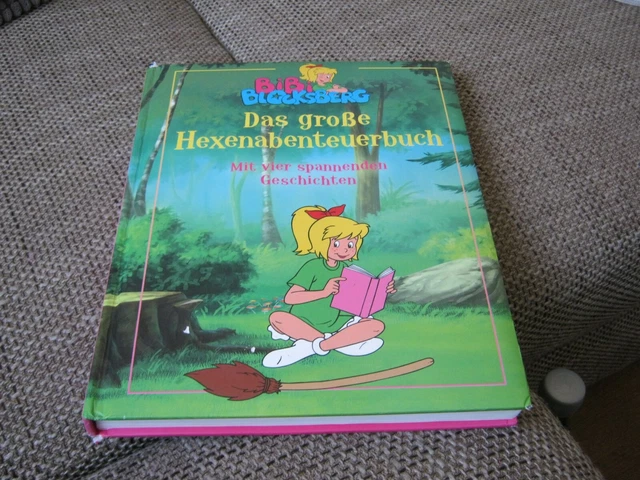 BiBi
BLOCKSBERG
Das große
Hexenabenteuerbuch
Mit vier spannenden
Geschichten